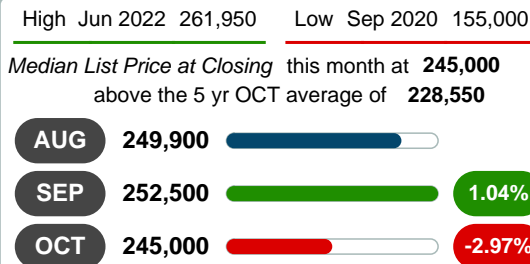 High Jun 2022 261,950 Low Sep 2020 155,000
Median List Price at Closing this month at 245,000
above the 5 yr OCT average of 228,550
AUG 249,900
SEP 252,500 1.04%
OCT 245,000 -2.97%